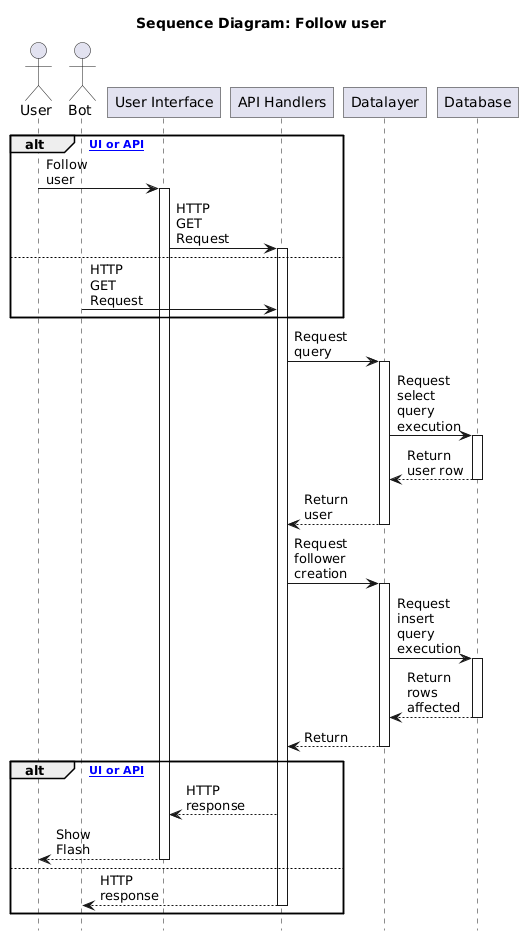 Sequence Diagram: Follow user
User
Bot
User Interface
API Handlers
Datalayer
Database
alt
UI or API
Follow
user
HTTP
GET
Request
HTTP
GET
Request
Request
query
Request
select
query
execution
Return
user row
Return
user
Request
follower
creation
Request
insert
query
execution
Return
rows
affected
Return
alt
UI or API
HTTP
response
Show
Flash
HTTP
response